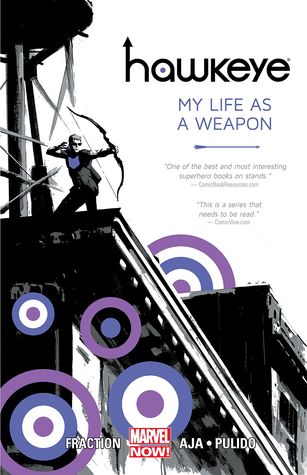 hawkeye®
MY LIFE AS
A WEAPON
"One of the best and most interesting
superhero books on stands."
— ComicBookResources.com
"This is a series that
needs to be read."
— ComicVine.com
FRACTION
MARVEL
NOW!
AJA • PULIDO